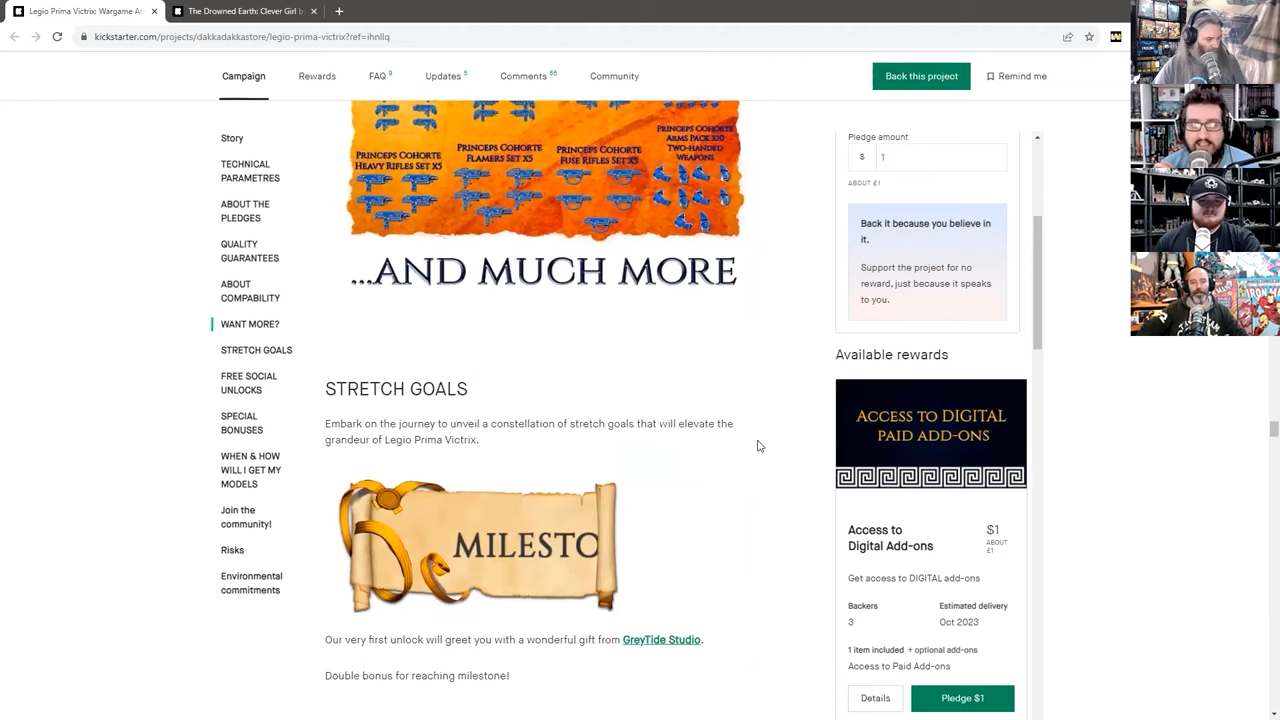 Legio Prima Victrix: Wargame Ar
The Drowned Earth: Clever Girl b
kickstarter.com/projects/dakkadakkastore/legio-prima-victrix?ref=ihnllq
Campaign
Rewards
FAQ 9
Updates 5
Comments 55
Community
Back this project
Remind me
Story
TECHNICAL
PARAMETRES
ABOUT THE
PLEDGES
QUALITY
GUARANTEES
ABOUT
COMPABILITY
WANT MORE?
STRETCH GOALS
FREE SOCIAL
UNLOCKS
SPECIAL
BONUSES
WHEN & HOW
WILL I GET MY
MODELS
Join the
community!
Risks
Environmental
commitments
PRINCEPS COHORTE
HEAVY RIFLES SET X5
PRINCEPS COHORTE
FLAMERS SET X5
PRINCEPS COHORTE
FUSE RIFLES SET X5
PRINCEPS COHORTE
ARMS PACK X10
TWO-HANDED
WEAPONS
...AND MUCH MORE
STRETCH GOALS
Embark on the journey to unveil a constellation of stretch goals that will elevate the
grandeur of Legio Prima Victrix.
MILESTO
Our very first unlock will greet you with a wonderful gift from GreyTide Studio.
Double bonus for reaching milestone!
Pledge amount
$ 1
ABOUT £1
Back it because you believe in
it.
Support the project for no
reward, just because it speaks
to you.
Available rewards
ACCESS TO DIGITAL
PAID ADD-ONS
Access to
Digital Add-ons
$1
ABOUT
£1
Get access to DIGITAL add-ons
Backers
3
Estimated delivery
Oct 2023
1 item included + optional add-ons
Access to Paid Add-ons
Details
Pledge $1
IRON MAN